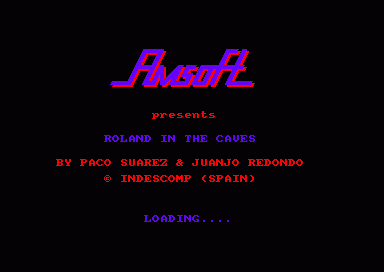 AMSOFT
presents
ROLAND IN THE CAVES
BY PACO SUAREZ & JUANJO REDONDO
© INDESCOMP (SPAIN)
LOADING....